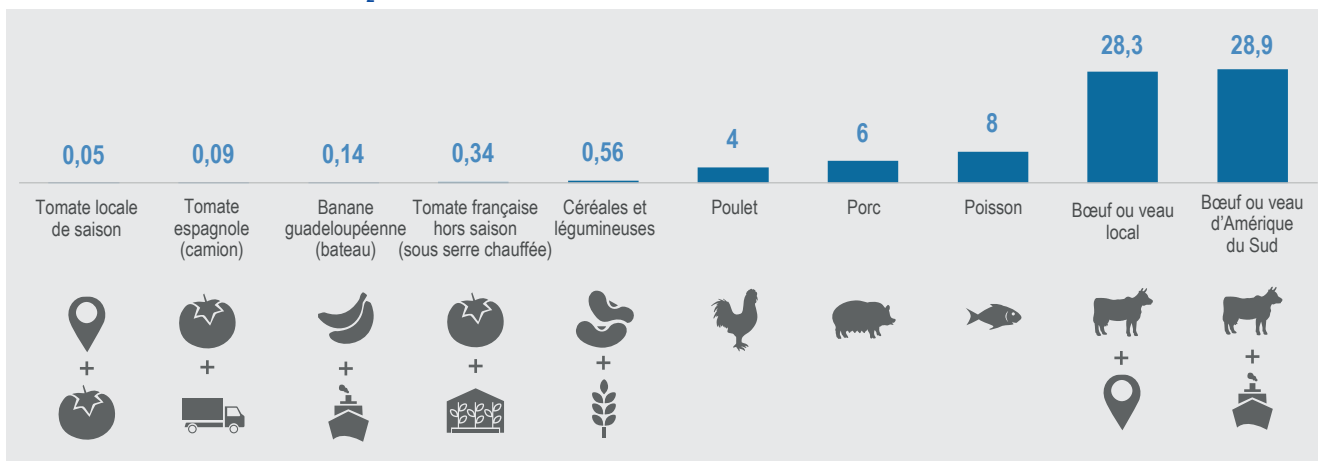 0,05
0,09
0,14
0,34
0,56
4
6
8
28,3
28,9
Tomate locale
de saison
Tomate
espagnole
(camion)
Banane
guadeloupéenne
(bateau)
Tomate française
hors saison
(sous serre chauffée)
Céréales et
légumineuses
Poulet
Porc
Poisson
Bœuf ou veau
local
Bœuf ou veau
d’Amérique
du Sud
+
+
+
+
+
+
+